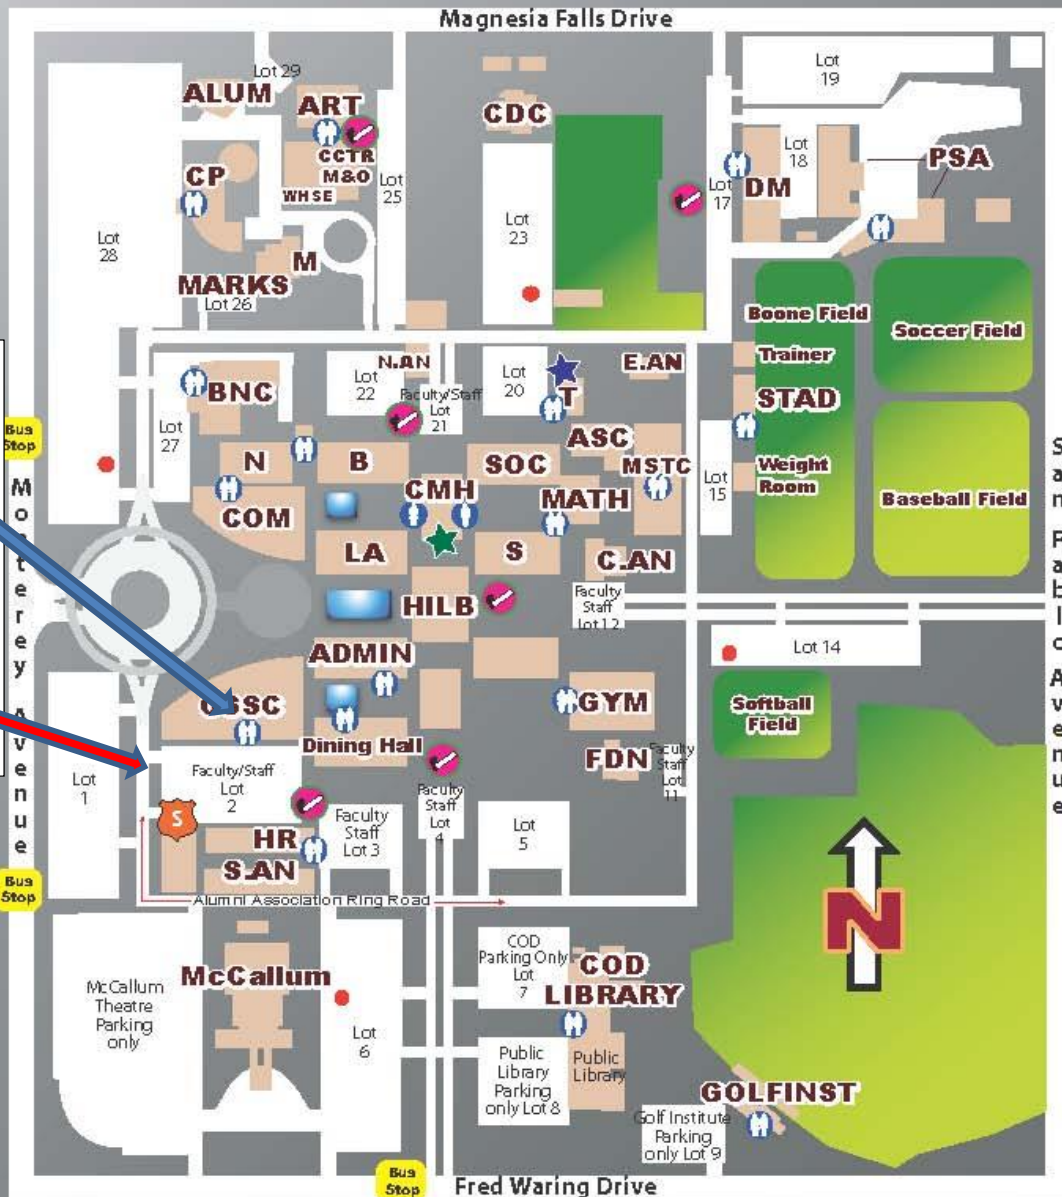 Magnesia Falls Drive
Lot 29
ALUM
ART
CCTR
M&O
WHSE
CP
Lot
25
Lot
28
M
MARKS
Lot 26
CDC
Lot
23
Lot
17
DM
Lot
18
Lot
19
PSA
Boone Field
Soccer Field
Trainer
STAD
Weight
Room
Baseball Field
BNC
Lot
22
N.AN
Faculty/Staff
Lot
21
Lot
20
T
E.AN
Bus
Stop
Lot
27
N
B
SOC
ASC
MSTC
Lot
15
COM
CMH
MATH
LA
S
C.AN
HILB
Faculty
Staff
Lot 12
Monterey Avenue
ADMIN
Lot 14
Softball
Field
GYM
Dining Hall
FDN
Faculty
Staff
Lot
11
Lot
1
Faculty/Staff
Lot
2
S
HR
S.AN
Faculty
Staff
Lot 3
Faculty
Staff
Lot
4
Lot
5
N
Bus
Stop
Alumni Association Ring Road
McCallum
Theatre
Parking
only
McCallum
Lot
6
COD
Parking Only
Lot
7
COD
LIBRARY
Public
Library
Parking
only Lot 8
Public
Library
GOLFINST
Golf Institute
Parking
only Lot 9
Bus
Stop
Fred Waring Drive